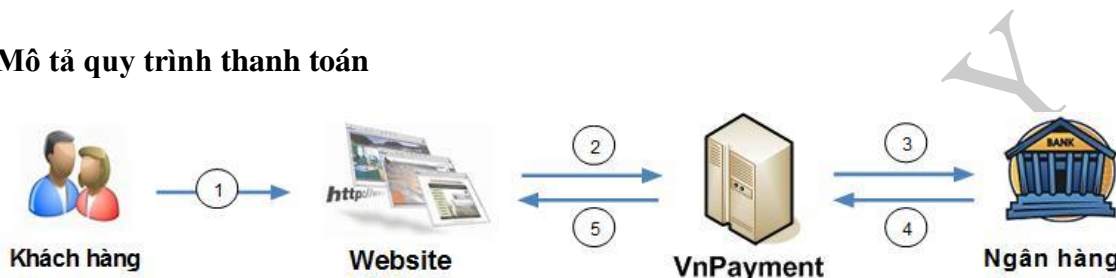 Mô tả quy trình thanh toán
1
2
3
5
4
http://
BANK
Khách hàng
Website
VnPayment
Ngân hàng
Y